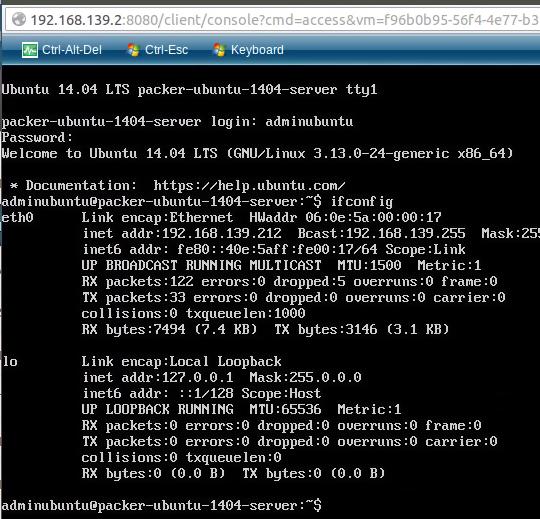 192.168.139.2:8080/client/console?cmd=access&vm=f96b0b95-56f4-4e77-b3
Ctrl-Alt-Del Ctrl-Esc Keyboard
Ubuntu 14.04 LTS packer-ubuntu-1404-server tty1
packer-ubuntu-1404-server login: adminubuntu
Password:
Welcome to Ubuntu 14.04 LTS (GNU/Linux 3.13.0-24-generic x86_64)
* Documentation: https://help.ubuntu.com/
adminubuntu@packer-ubuntu-1404-server:~$ ifconfig
eth0 Link encap:Ethernet HWaddr 06:0e:5a:00:00:17
inet addr:192.168.139.212 Bcast:192.168.139.255 Mask:255
inet6 addr: fe80::40e:5aff:fe00:17/64 Scope:Link
UP BROADCAST RUNNING MULTICAST MTU:1500 Metric:1
RX packets:122 errors:0 dropped:5 overruns:0 frame:0
TX packets:33 errors:0 dropped:0 overruns:0 carrier:0
collisions:0 txqueuelen:1000
RX bytes:7494 (7.4 KB) TX bytes:3146 (3.1 KB)
lo Link encap:Local Loopback
inet addr:127.0.0.1 Mask:255.0.0.0
inet6 addr: ::1/128 Scope:Host
UP LOOPBACK RUNNING MTU:65536 Metric:1
RX packets:0 errors:0 dropped:0 overruns:0 frame:0
TX packets:0 errors:0 dropped:0 overruns:0 carrier:0
collisions:0 txqueuelen:0
RX bytes:0 (0.0 B) TX bytes:0 (0.0 B)
adminubuntu@packer-ubuntu-1404-server:~$